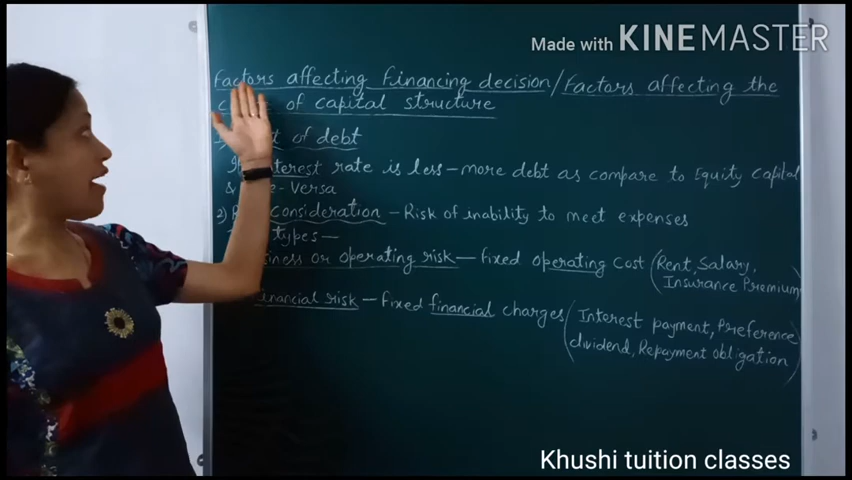 Made with KINEMASTER
Factors affecting Financing decision/Factors affecting the
of capital structure
of debt
interest rate is less - more debt as compare to Equity capital
& Versa
2) consideration - Risk of inability to meet expenses
types-
or operating risk - fixed operating cost (Rent, Salary,
Insurance Premium)
financial risk - Fixed financial charges (Interest payment, Preference
dividend, Repayment obligation)
Khushi tuition classes